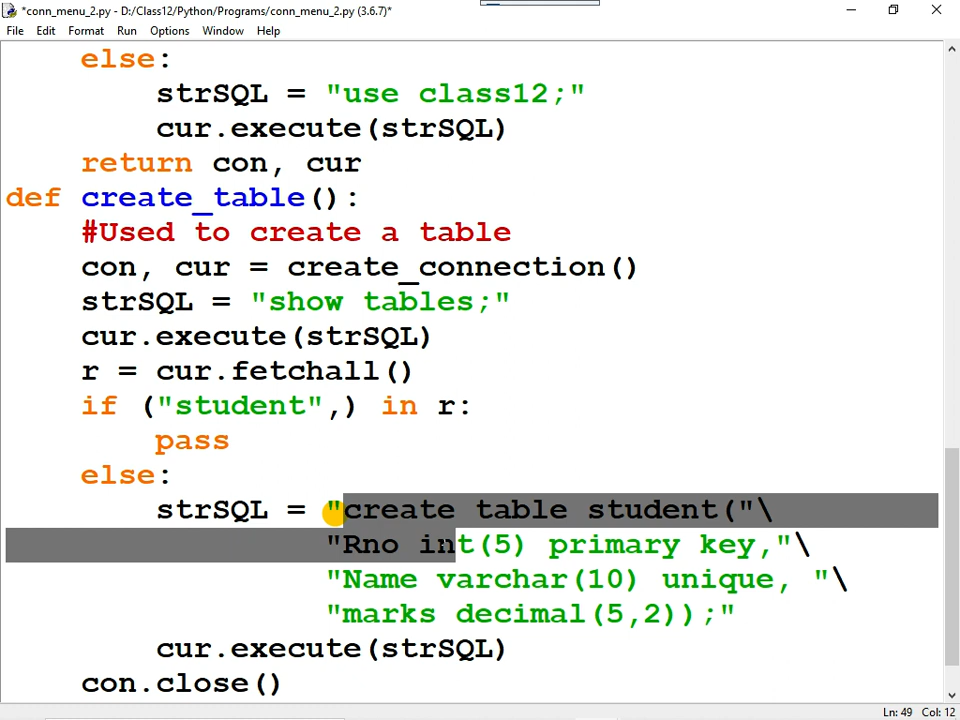 *conn_menu_2.py - D:/Class12/Python/Programs/conn_menu_2.py (3.6.7)*
File Edit Format Run Options Window Help
    else:
        strSQL = "use class12;"
        cur.execute(strSQL)
    return con, cur
def create_table():
    #Used to create a table
    con, cur = create_connection()
    strSQL = "show tables;"
    cur.execute(strSQL)
    r = cur.fetchall()
    if ("student",) in r:
        pass
    else:
        strSQL = "create table student("\
                 "Rno int(5) primary key,"\
                 "Name varchar(10) unique, "\
                 "marks decimal(5,2));"
        cur.execute(strSQL)
    con.close()
Ln: 49 Col: 12